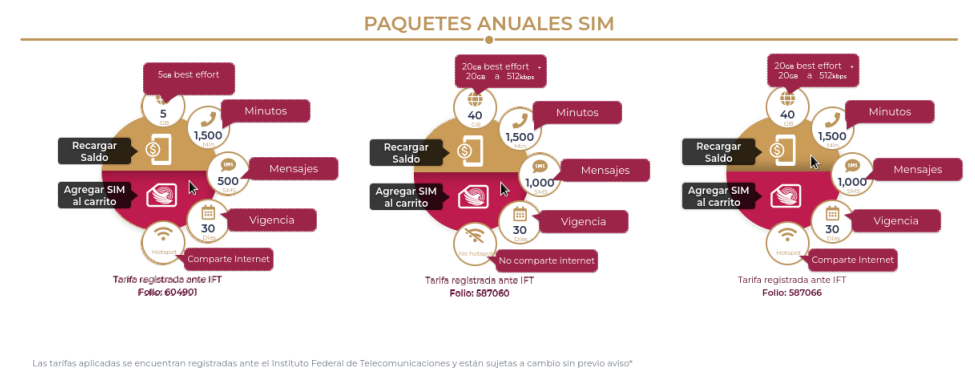 PAQUETES ANUALES SIM
5GB best effort
5
GB
Minutos
1,500
Min.
Recargar
Saldo
SMS
Mensajes
500
SMS
Agregar SIM
al carrito
Vigencia
30
Días
Hotspot
Comparte Internet
Tarifa registrada ante IFT
Folio: 604901
20GB best effort +
20GB a 512kbps
40
GB
Minutos
1,500
Min.
Recargar
Saldo
SMS
Mensajes
1,000
SMS
Agregar SIM
al carrito
Vigencia
30
Días
No hotspot
No comparte internet
Tarifa registrada ante IFT
Folio: 587060
20GB best effort +
20GB a 512kbps
40
GB
Minutos
1,500
Min.
Recargar
Saldo
SMS
Mensajes
1,000
SMS
Agregar SIM
al carrito
Vigencia
30
Días
Hotspot
Comparte Internet
Tarifa registrada ante IFT
Folio: 587066
Las tarifas aplicadas se encuentran registradas ante el Instituto Federal de Telecomunicaciones y están sujetas a cambio sin previo aviso*